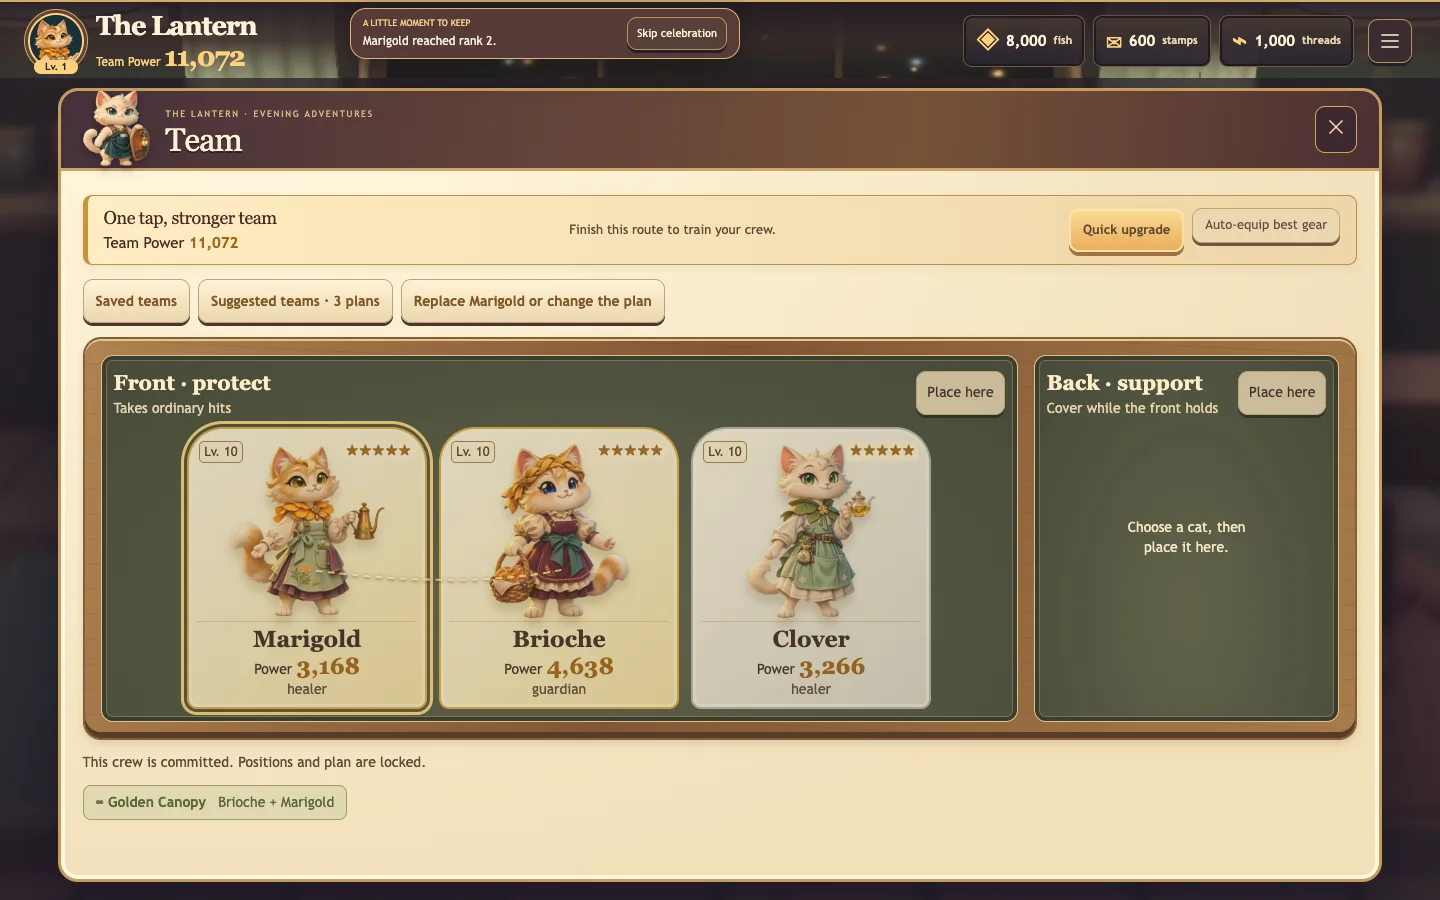 The Lantern
Team Power 11,072
Lv. 1
A LITTLE MOMENT TO KEEP
Marigold reached rank 2.
Skip celebration
8,000 fish
600 stamps
1,000 threads
THE LANTERN · EVENING ADVENTURES
Team
One tap, stronger team
Team Power 11,072
Finish this route to train your crew.
Quick upgrade
Auto-equip best gear
Saved teams
Suggested teams · 3 plans
Replace Marigold or change the plan
Front · protect
Takes ordinary hits
Place here
Lv. 10
Marigold
Power 3,168
healer
Lv. 10
Brioche
Power 4,638
guardian
Lv. 10
Clover
Power 3,266
healer
Back · support
Cover while the front holds
Place here
Choose a cat, then
place it here.
This crew is committed. Positions and plan are locked.
Golden Canopy Brioche + Marigold